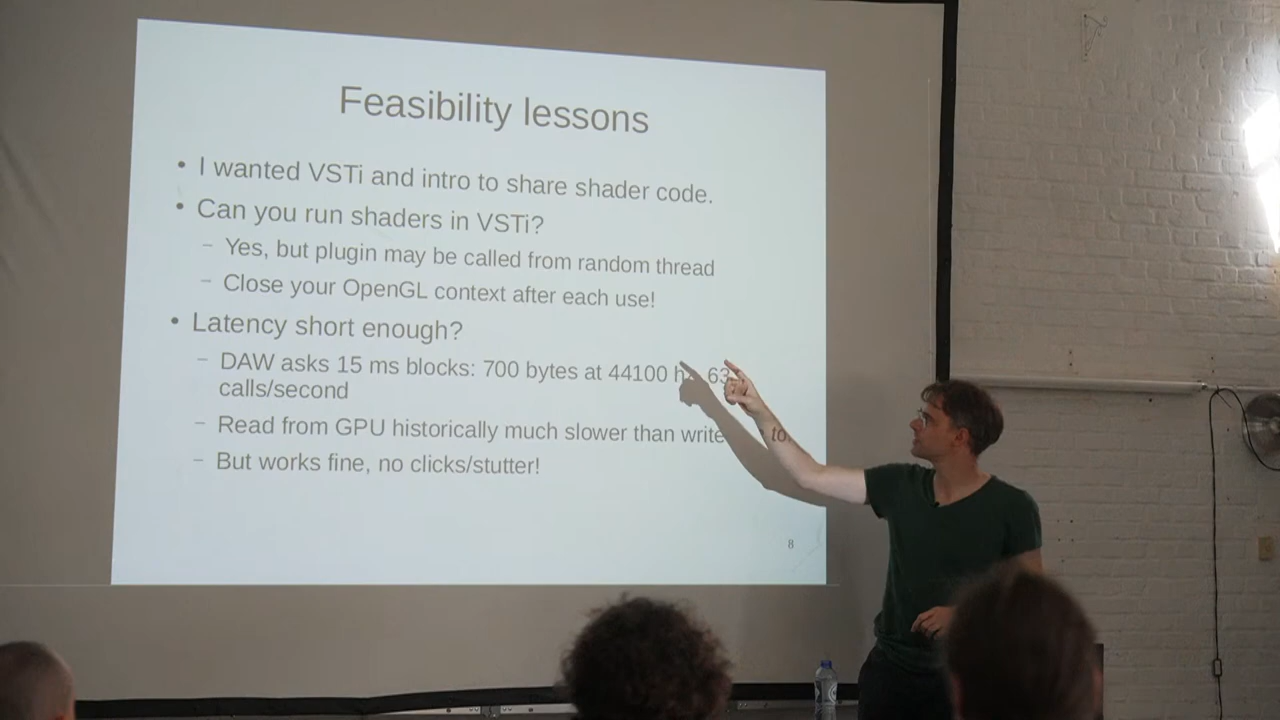 Feasibility lessons
• I wanted VSTi and intro to share shader code.
• Can you run shaders in VSTi?
– Yes, but plugin may be called from random thread
– Close your OpenGL context after each use!
• Latency short enough?
– DAW asks 15 ms blocks: 700 bytes at 44100 63
calls/second
– Read from GPU historically much slower than write to.
– But works fine, no clicks/stutter!
8